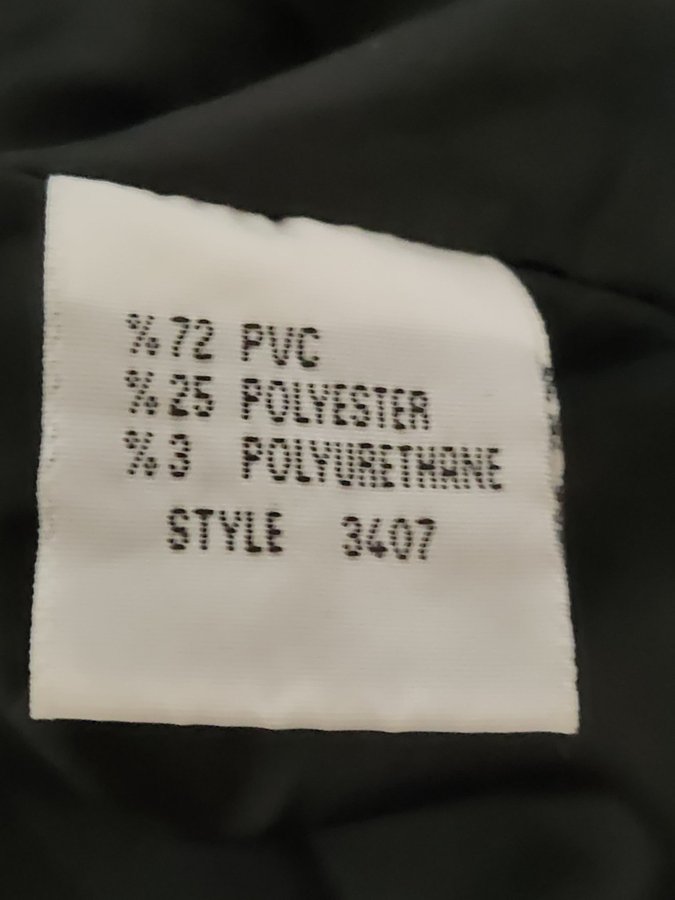 %72 PVC
%25 POLYESTER
%3 POLYURETHANE
STYLE 3407